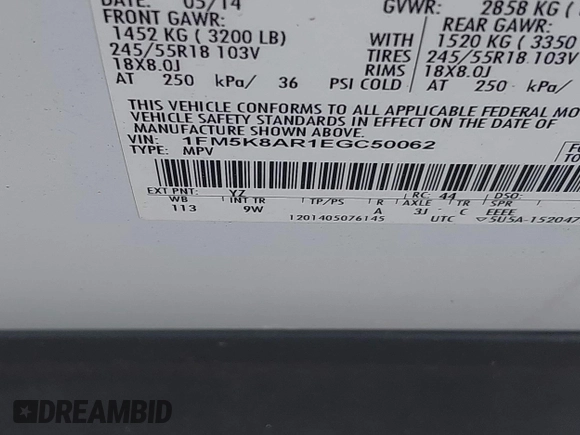 DATE: 05/14 GVWR: 2858 KG (
FRONT GAWR: REAR GAWR:
1452 KG ( 3200 LB) WITH 1520 KG ( 3350
245/55R18 103V TIRES 245/55R18 103V
18X8.0J RIMS 18X8.0J
AT 250 kPa/ 36 PSI COLD AT 250 kPa/
THIS VEHICLE CONFORMS TO ALL APPLICABLE FEDERAL MO
VEHICLE SAFETY STANDARDS IN EFFECT ON THE DATE OF
MANUFACTURE SHOWN ABOVE.
VIN: 1FM5K8AR1EGC50062
TYPE: MPV
EXT PNT: YZ RC: 44 DSO:
WB INT TR TP/PS R AXLE TR SPR
113 9W A 3J C EEEE
1201405076145 UTC 5U5A-152047
DREAMBID